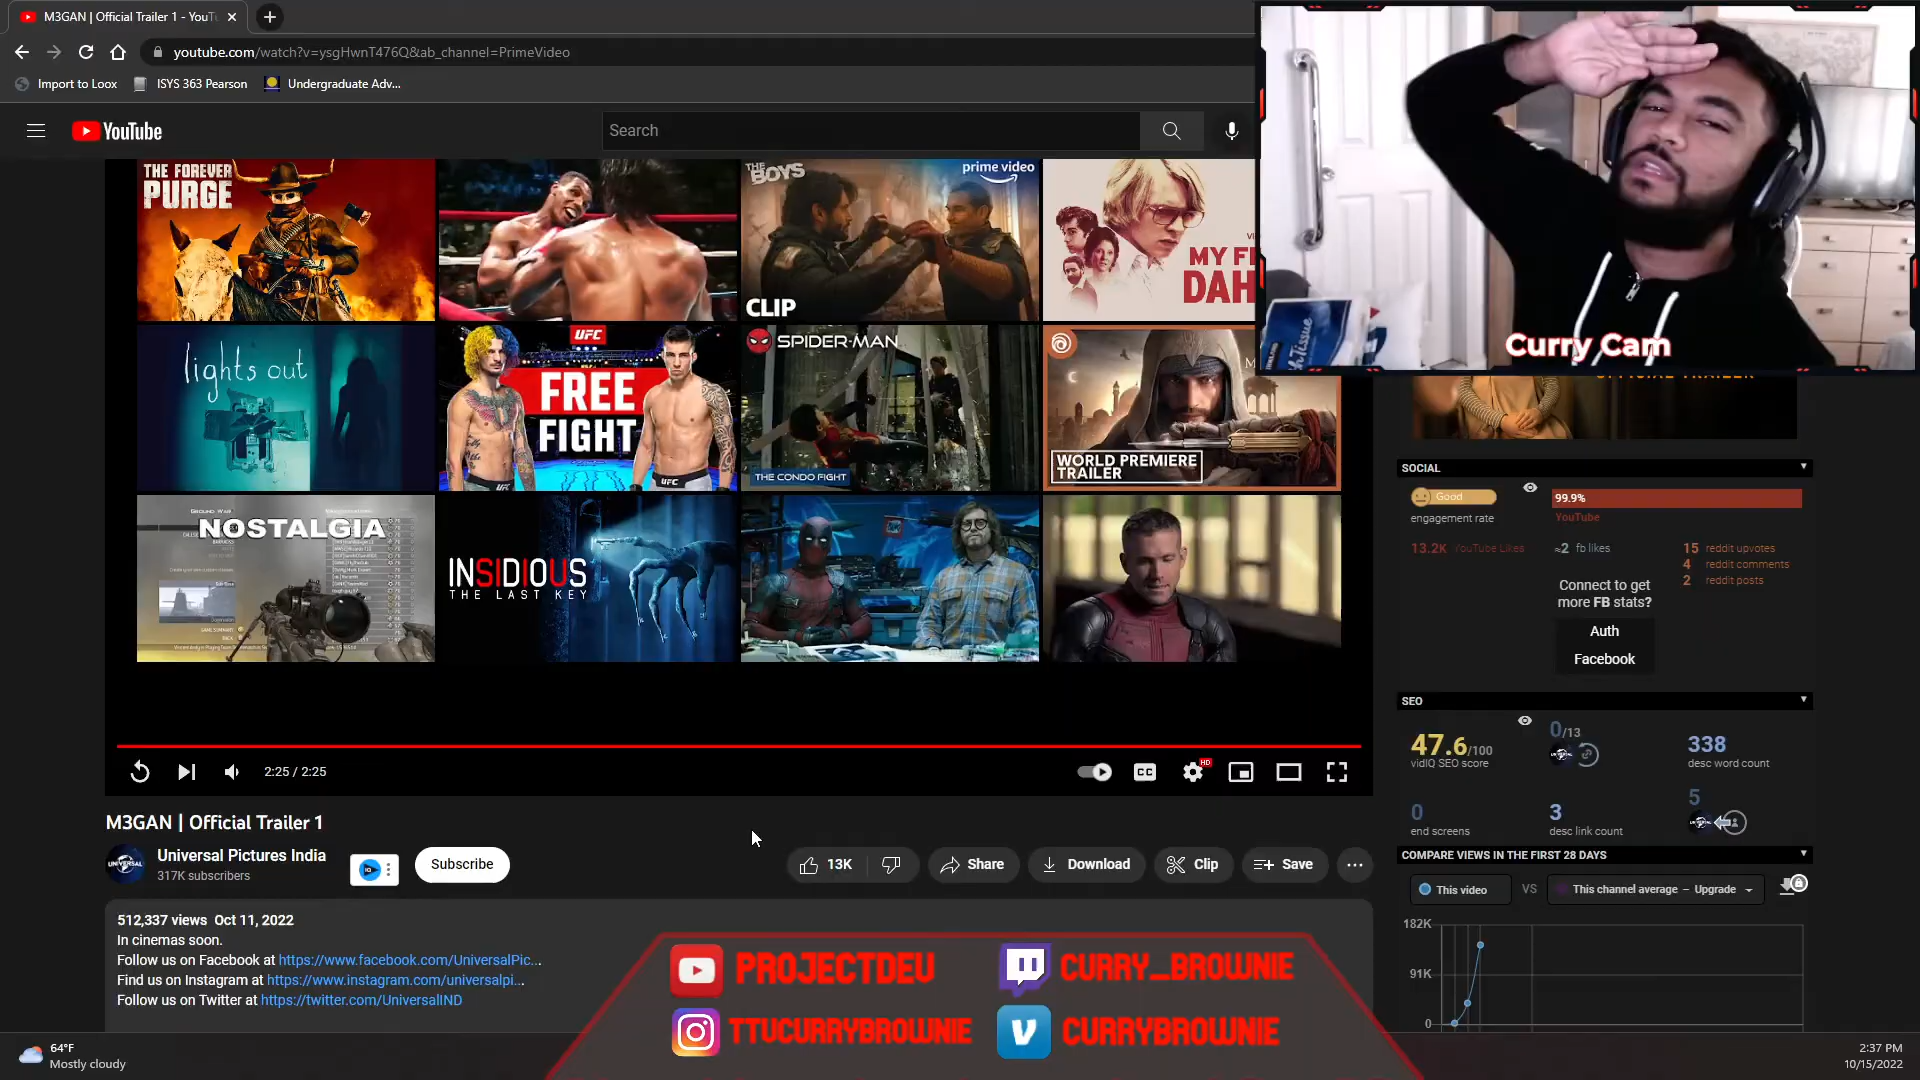 M3GAN | Official Trailer 1 - YouTu
youtube.com/watch?v=ysgHwnT476Q&ab_channel=PrimeVideo
Import to Loox
ISYS 363 Pearson
Undergraduate Adv...
YouTube
Search
THE FOREVER
PURGE
THE BOYS
prime video
CLIP
MY FR
DAH
Curry Cam
lights out
UFC
FREE
FIGHT
UFC
SPIDER-MAN
THE CONDO FIGHT
WORLD PREMIERE
TRAILER
OFFICIAL TRAILER
NOSTALGIA
INSIDIOUS
THE LAST KEY
SOCIAL
Good
engagement rate
99.9%
YouTube
13.2K YouTube Likes
≈2 fb likes
15 reddit upvotes
4 reddit comments
2 reddit posts
Connect to get
more FB stats?
Auth
Facebook
SEO
47.6/100
vidIQ SEO score
0/13
338
desc word count
0
end screens
3
desc link count
5
2:25 / 2:25
CC
HD
M3GAN | Official Trailer 1
Universal Pictures India
317K subscribers
Subscribe
13K
Share
Download
Clip
Save
512,337 views Oct 11, 2022
In cinemas soon.
Follow us on Facebook at https://www.facebook.com/UniversalPic...
Find us on Instagram at https://www.instagram.com/universalpi...
Follow us on Twitter at https://twitter.com/UniversalIND
COMPARE VIEWS IN THE FIRST 28 DAYS
This video
VS
This channel average – Upgrade
182K
91K
0
PROJECTDEV
CURRY_BROWNIE
TTUCURRYBROWNIE
CURRYBROWNIE
64°F
Mostly cloudy
2:37 PM
10/15/2022